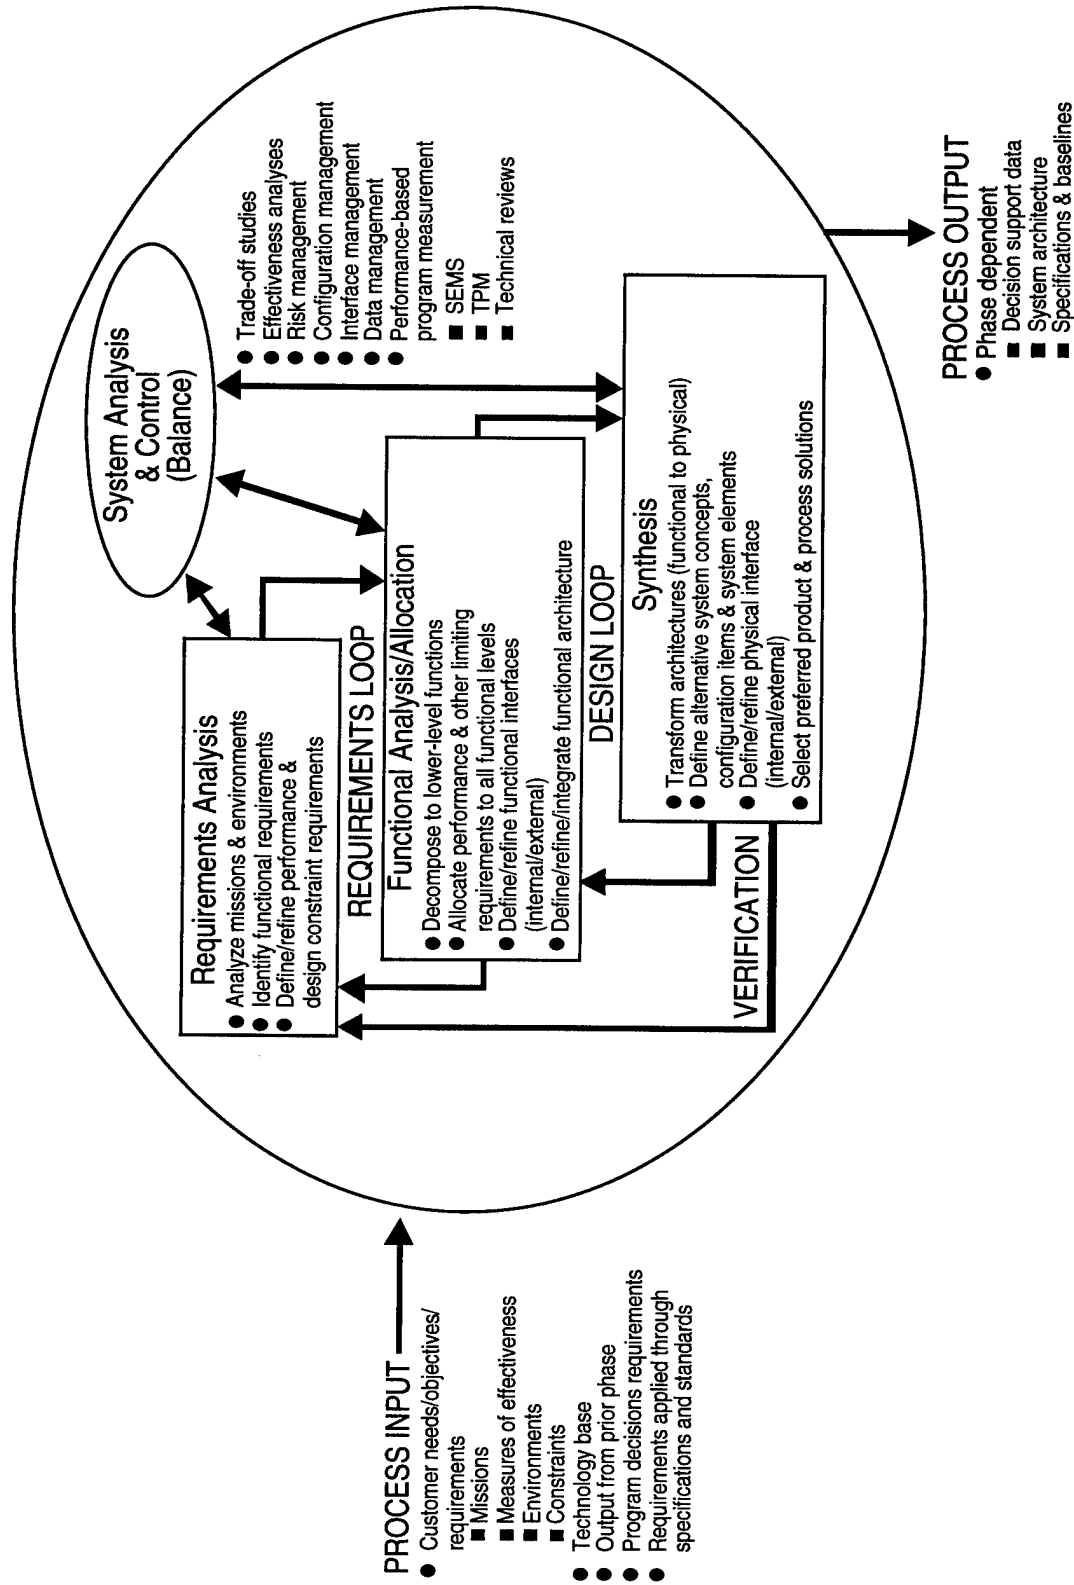 PROCESS INPUT
● Customer needs/objectives/
requirements
■ Missions
■ Measures of effectiveness
■ Environments
■ Constraints
● Technology base
● Output from prior phase
● Program decisions requirements
● Requirements applied through
specifications and standards
Requirements Analysis
● Analyze missions & environments
● Identify functional requirements
● Define/refine performance &
design constraint requirements
System Analysis
& Control
(Balance)
● Trade-off studies
● Effectiveness analyses
● Risk management
● Configuration management
● Interface management
● Data management
● Performance-based
program measurement
■ SEMS
■ TPM
■ Technical reviews
REQUIREMENTS LOOP
Functional Analysis/Allocation
● Decompose to lower-level functions
● Allocate performance & other limiting
requirements to all functional levels
● Define/refine functional interfaces
(internal/external)
● Define/refine/integrate functional architecture
DESIGN LOOP
Synthesis
● Transform architectures (functional to physical)
● Define alternative system concepts,
configuration items & system elements
● Define/refine physical interface
(internal/external)
● Select preferred product & process solutions
VERIFICATION
PROCESS OUTPUT
● Phase dependent
■ Decision support data
■ System architecture
■ Specifications & baselines